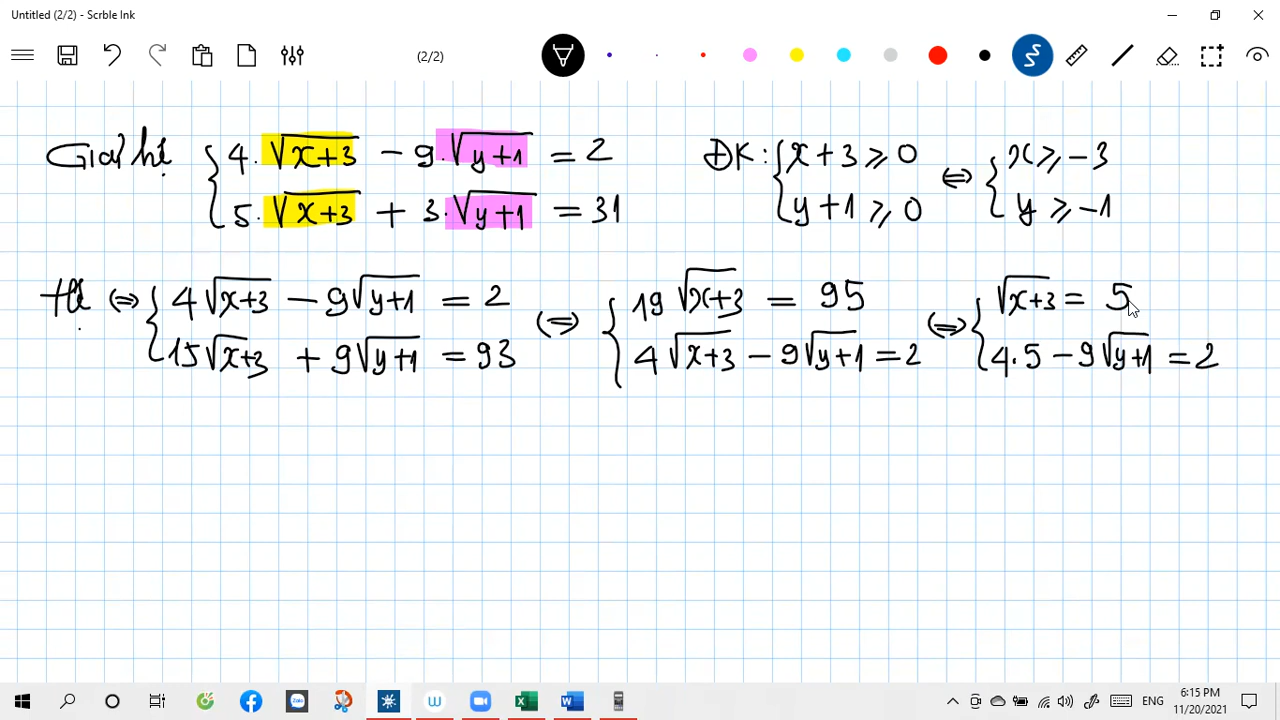 Untitled (2/2) - Scrble Ink
(2/2)
Giải hệ { 4.√(x+3) - 9.√(y+1) = 2 ĐK: { x + 3 ⩾ 0 ⇔ { x ⩾ -3
5.√(x+3) + 3.√(y+1) = 31 y + 1 ⩾ 0 y ⩾ -1
Hệ ⇔ { 4√(x+3) - 9√(y+1) = 2 ⇔ { 19√(x+3) = 95 ⇔ { √(x+3) = 5
15√(x+3) + 9√(y+1) = 93 4√(x+3) - 9√(y+1) = 2 4.5 - 9√(y+1) = 2
Zalo
ENG
6:15 PM
11/20/2021